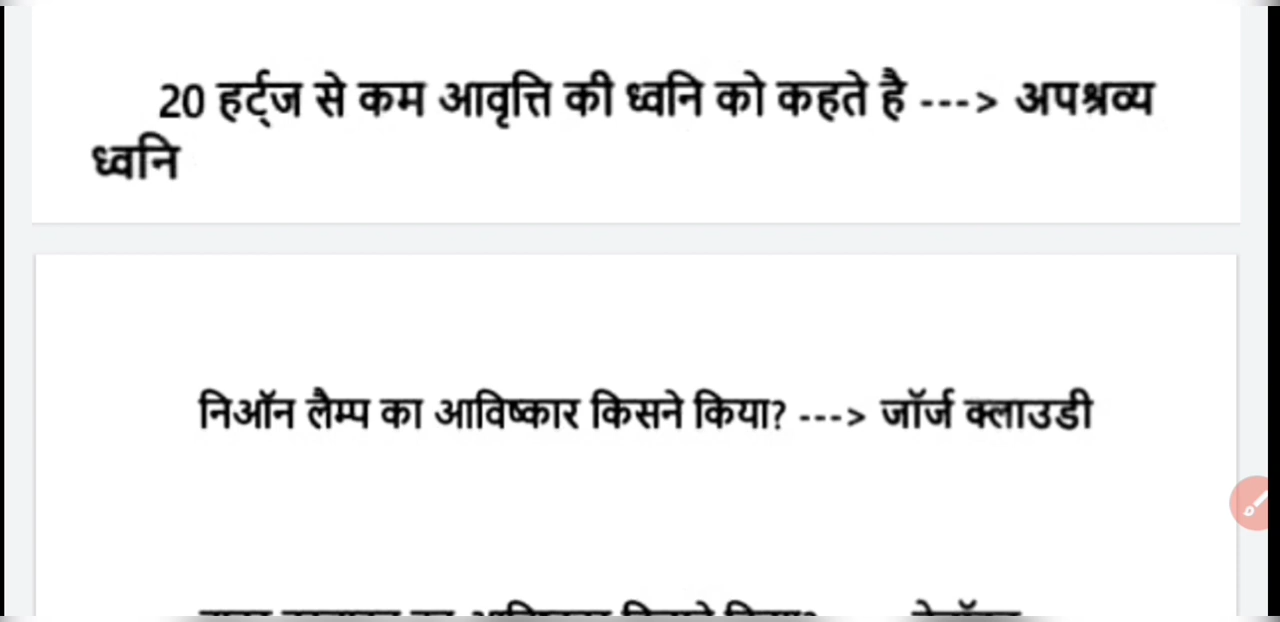 20 हर्ट्ज से कम आवृत्ति की ध्वनि को कहते है ---> अपश्रव्य
ध्वनि
निऑन लैम्प का आविष्कार किसने किया? ---> जॉर्ज क्लाउडी